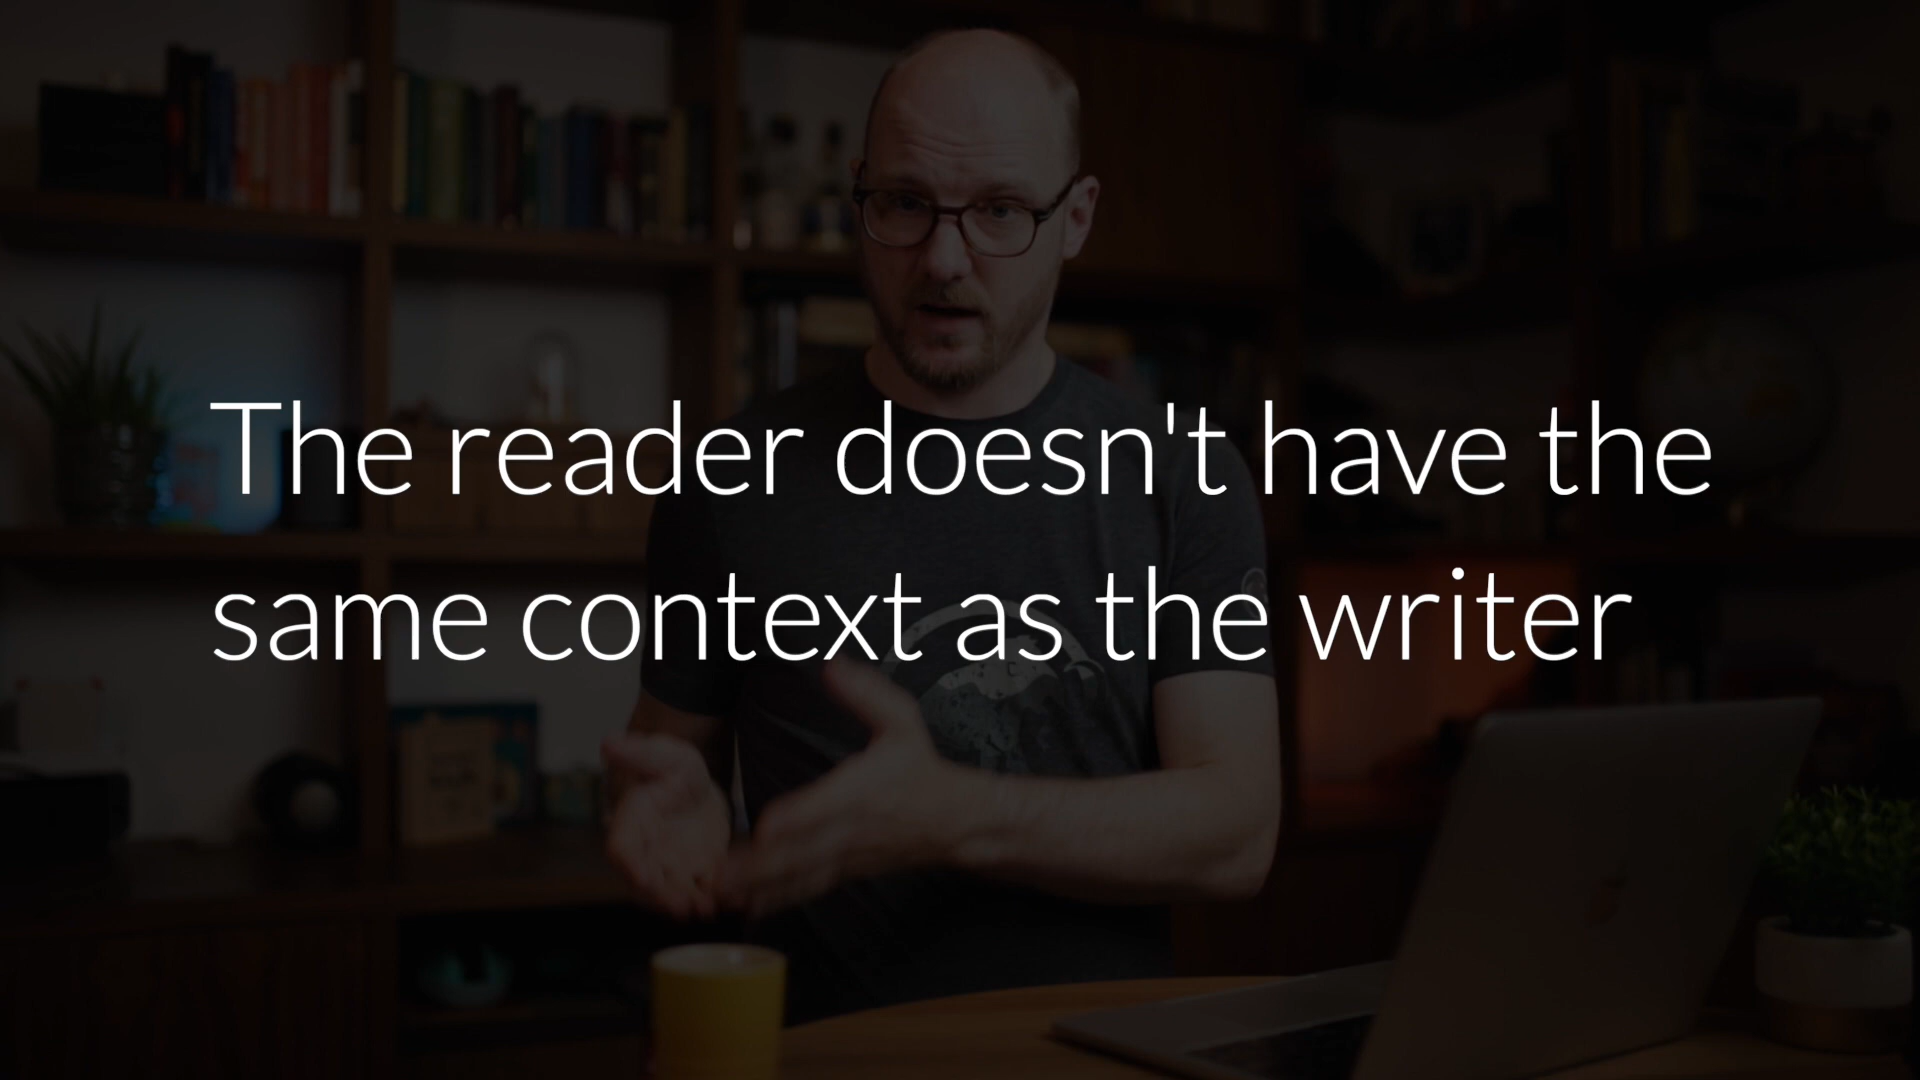 The reader doesn't have the
same context as the writer